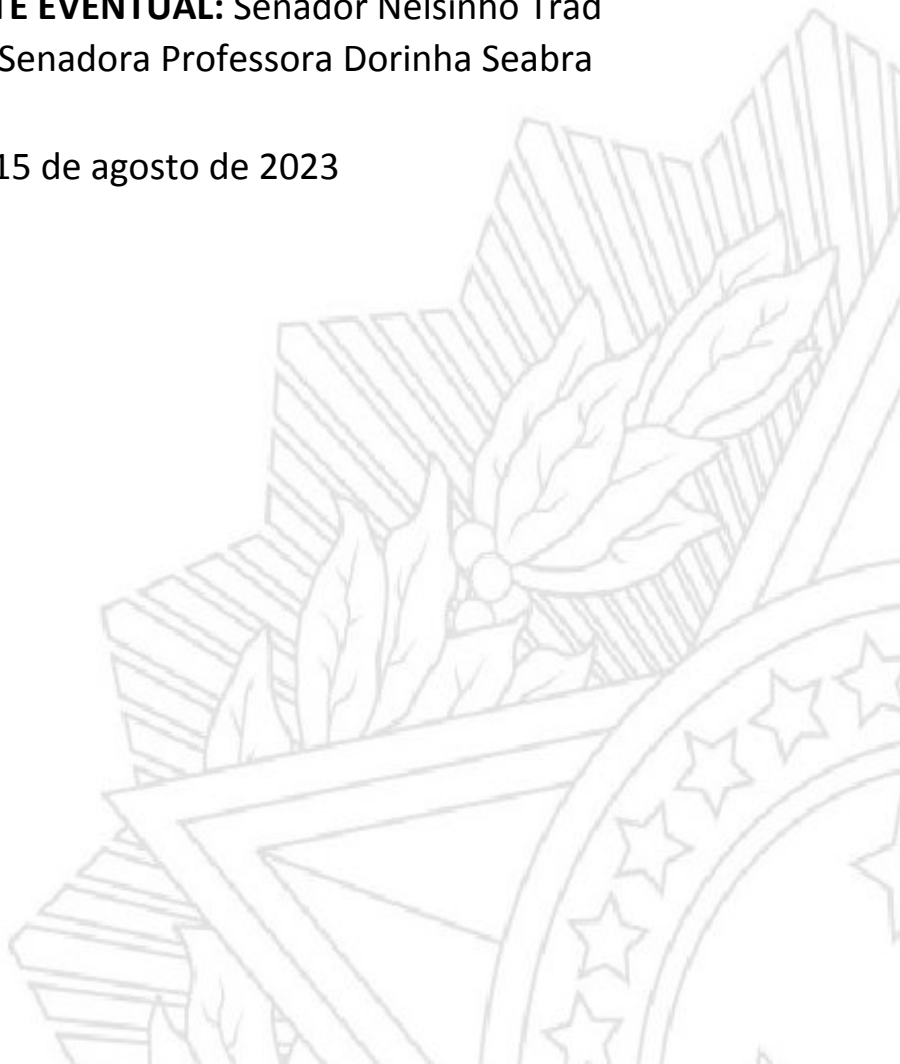 TE EVENTUAL: Senador Nelsinho Trad
Senadora Professora Dorinha Seabra
15 de agosto de 2023